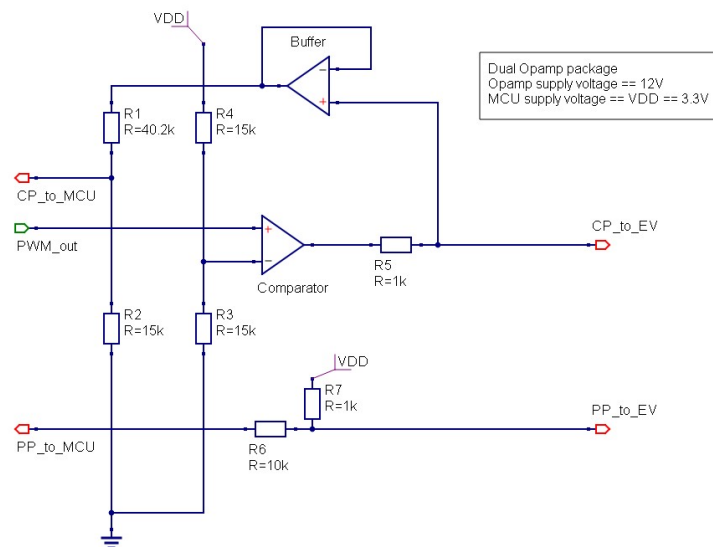 VDD
Buffer
Dual Opamp package
Opamp supply voltage == 12V
MCU supply voltage == VDD == 3.3V
−
+
R1
R=40.2k
R4
R=15k
CP_to_MCU
PWM_out
+
−
Comparator
R5
R=1k
CP_to_EV
R2
R=15k
R3
R=15k
VDD
R7
R=1k
PP_to_MCU
R6
R=10k
PP_to_EV